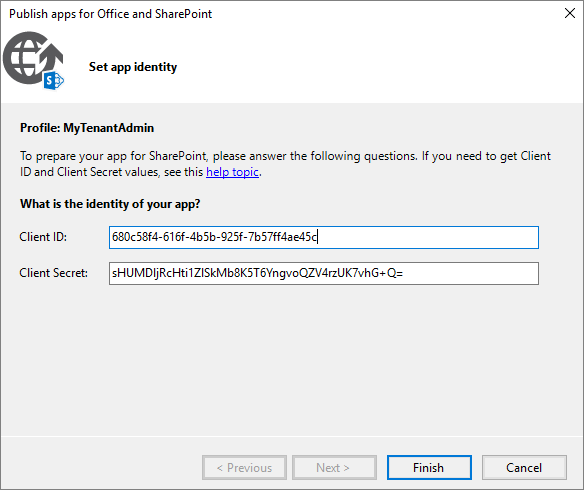 Publish apps for Office and SharePoint
Set app identity
Profile: MyTenantAdmin
To prepare your app for SharePoint, please answer the following questions. If you need to get Client
ID and Client Secret values, see this help topic.
What is the identity of your app?
Client ID: 680c58f4-616f-4b5b-925f-7b57ff4ae45c
Client Secret: sHUMDIjRcHti1ZISkMb8K5T6YngvoQZV4rzUK7vhG+Q=
< Previous Next > Finish Cancel